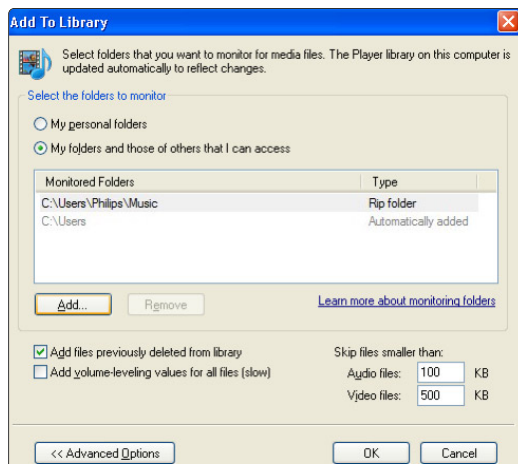 Add To Library
Select folders that you want to monitor for media files. The Player library on this computer is
updated automatically to reflect changes.
Select the folders to monitor
My personal folders
My folders and those of others that I can access
Monitored Folders Type
C:\Users\Philips\Music Rip folder
C:\Users Automatically added
Add... Remove Learn more about monitoring folders
Add files previously deleted from library Skip files smaller than:
Add volume-leveling values for all files (slow) Audio files: 100 KB
Video files: 500 KB
<< Advanced Options OK Cancel